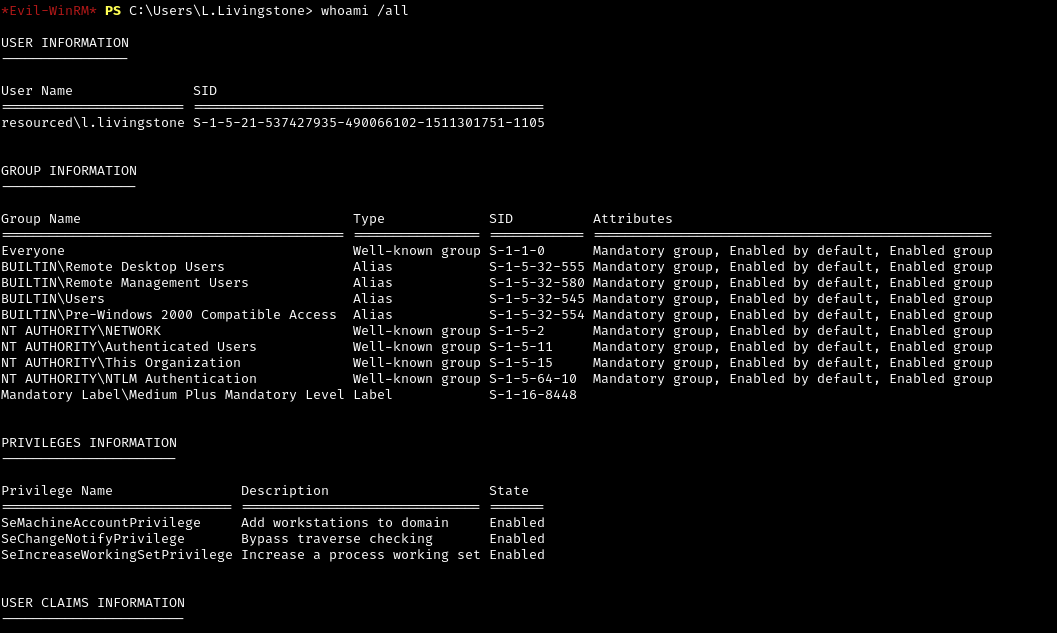 *Evil-WinRM* PS C:\Users\L.Livingstone> whoami /all
USER INFORMATION
----------------
User Name SID
====================== ============================================
resourced\l.livingstone S-1-5-21-537427935-490066102-1511301751-1105
GROUP INFORMATION
-----------------
Group Name Type SID Attributes
=========================================== ================ ============ ==================================================
Everyone Well-known group S-1-1-0 Mandatory group, Enabled by default, Enabled group
BUILTIN\Remote Desktop Users Alias S-1-5-32-555 Mandatory group, Enabled by default, Enabled group
BUILTIN\Remote Management Users Alias S-1-5-32-580 Mandatory group, Enabled by default, Enabled group
BUILTIN\Users Alias S-1-5-32-545 Mandatory group, Enabled by default, Enabled group
BUILTIN\Pre-Windows 2000 Compatible Access Alias S-1-5-32-554 Mandatory group, Enabled by default, Enabled group
NT AUTHORITY\NETWORK Well-known group S-1-5-2 Mandatory group, Enabled by default, Enabled group
NT AUTHORITY\Authenticated Users Well-known group S-1-5-11 Mandatory group, Enabled by default, Enabled group
NT AUTHORITY\This Organization Well-known group S-1-5-15 Mandatory group, Enabled by default, Enabled group
NT AUTHORITY\NTLM Authentication Well-known group S-1-5-64-10 Mandatory group, Enabled by default, Enabled group
Mandatory Label\Medium Plus Mandatory Level Label S-1-16-8448
PRIVILEGES INFORMATION
----------------------
Privilege Name Description State
============================= ============================== =======
SeMachineAccountPrivilege Add workstations to domain Enabled
SeChangeNotifyPrivilege Bypass traverse checking Enabled
SeIncreaseWorkingSetPrivilege Increase a process working set Enabled
USER CLAIMS INFORMATION
-----------------------